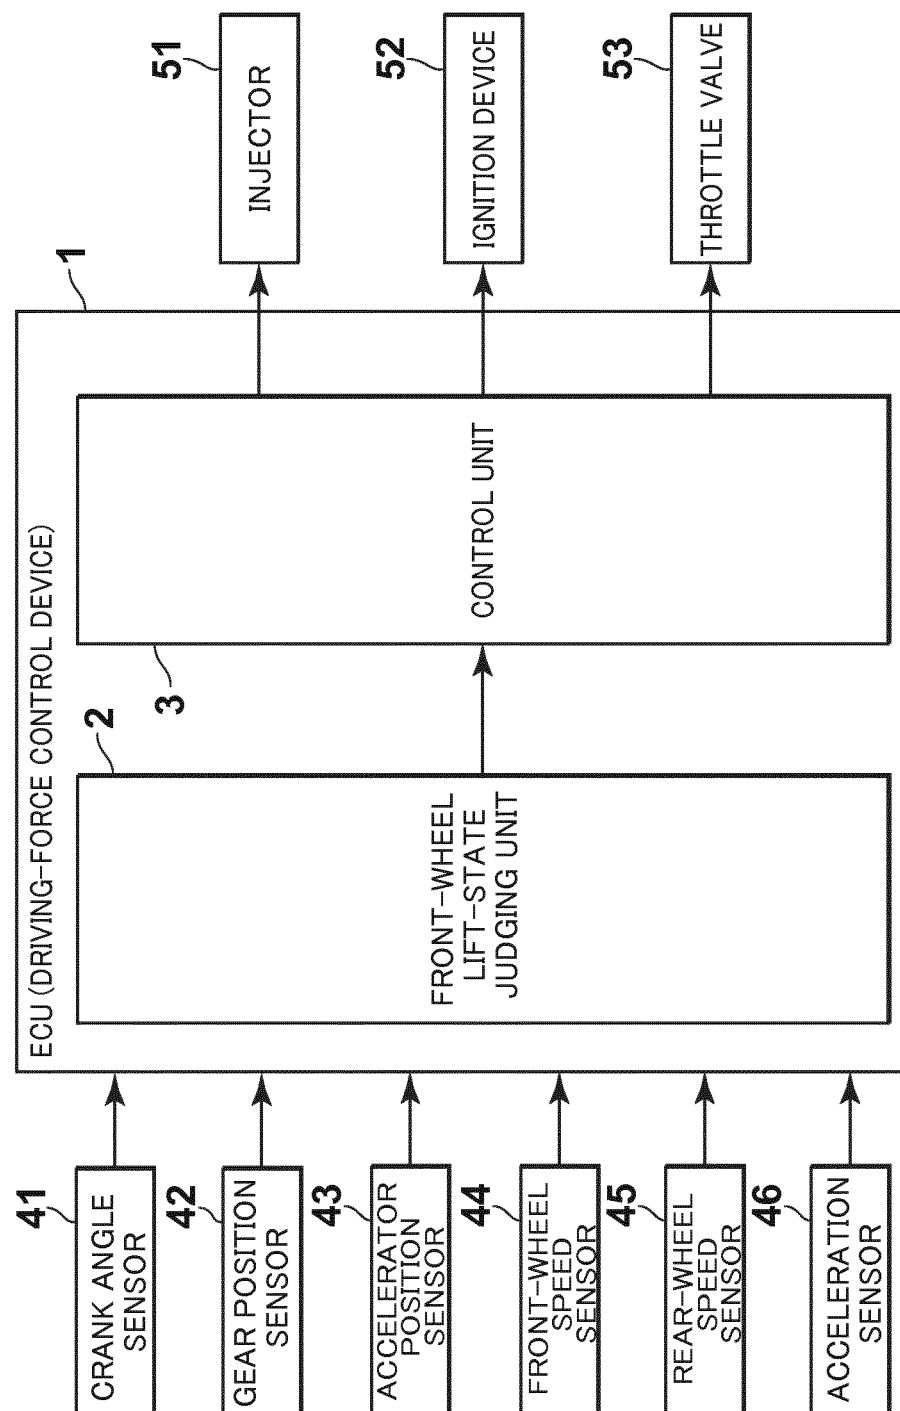 ECU (DRIVING-FORCE CONTROL DEVICE)
1
41
CRANK ANGLE
SENSOR
42
GEAR POSITION
SENSOR
43
ACCELERATOR
POSITION
SENSOR
44
FRONT-WHEEL
SPEED
SENSOR
45
REAR-WHEEL
SPEED
SENSOR
46
ACCELERATION
SENSOR
2
FRONT-WHEEL
LIFT-STATE
JUDGING UNIT
3
CONTROL UNIT
51
INJECTOR
52
IGNITION DEVICE
53
THROTTLE VALVE